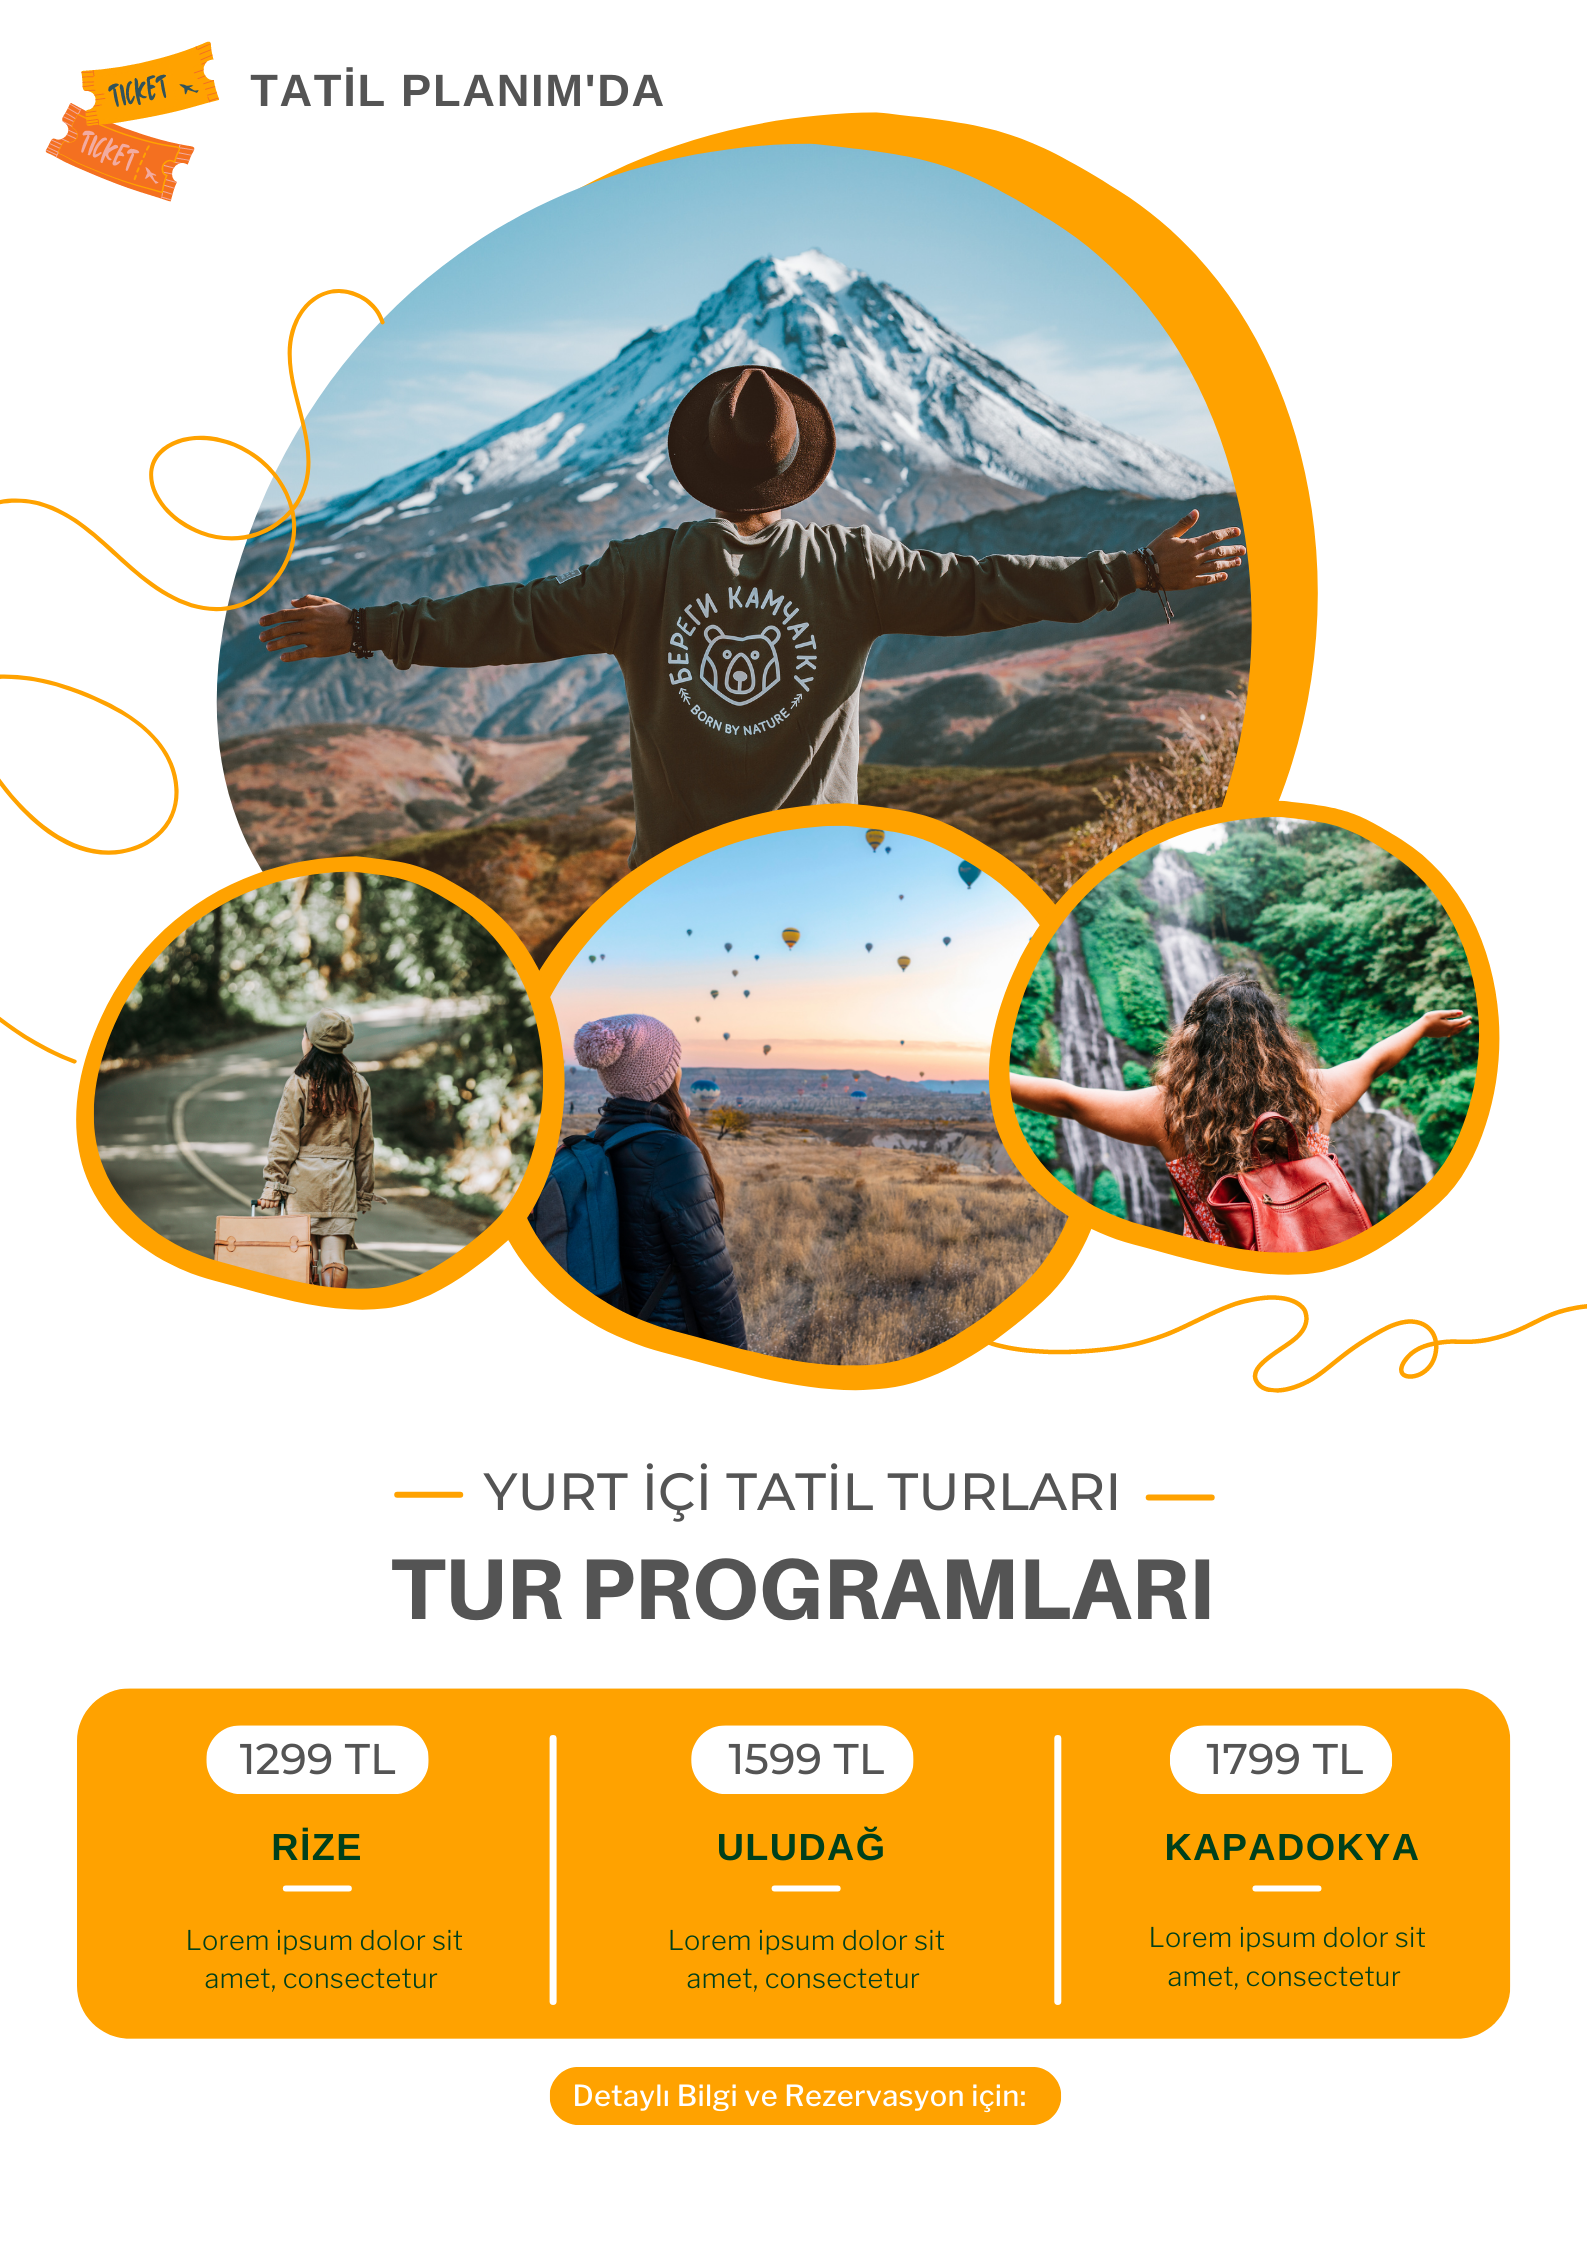 TICKET
TATİL PLANIM'DA
TICKET
БЕРЕГИ КАМЧАТКУ
BORN BY NATURE
YURT İÇİ TATİL TURLARI
TUR PROGRAMLARI
1299 TL
RİZE
Lorem ipsum dolor sit
amet, consectetur
1599 TL
ULUDAĞ
Lorem ipsum dolor sit
amet, consectetur
1799 TL
KAPADOKYA
Lorem ipsum dolor sit
amet, consectetur
Detaylı Bilgi ve Rezervasyon için: